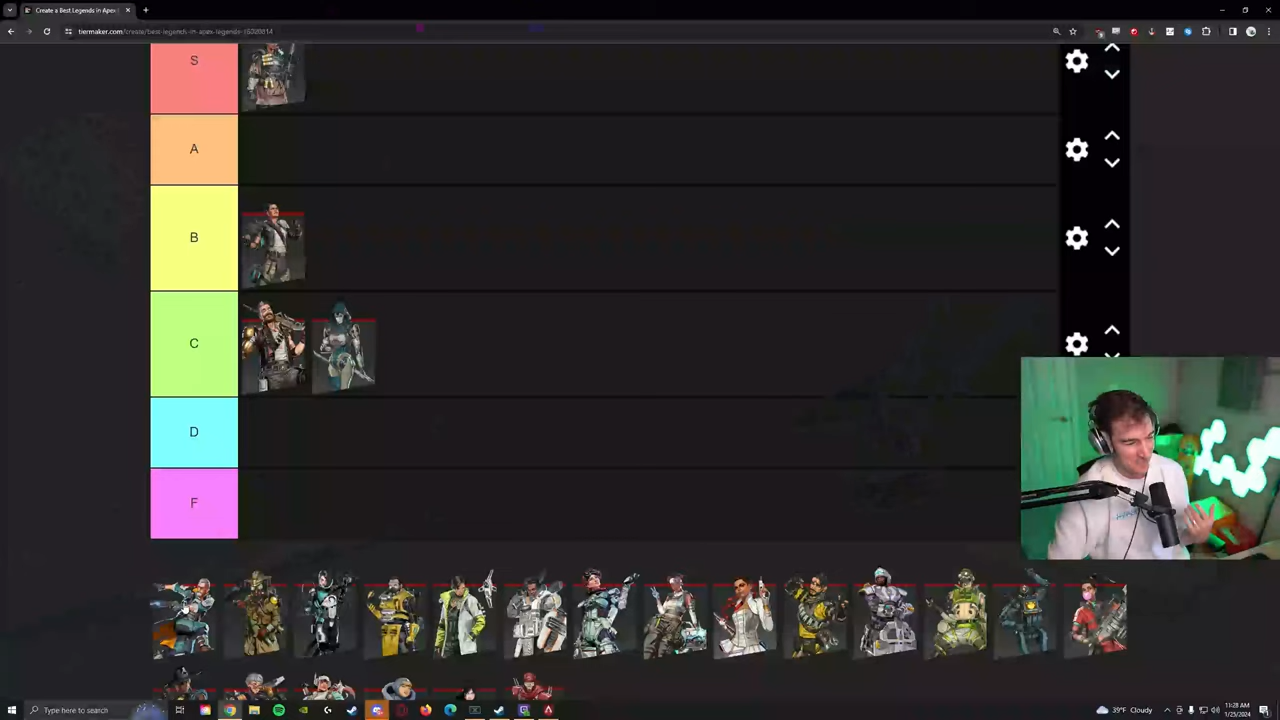 Create a Best Legends in Apex
tiermaker.com/create/best-legends-in-apex-legends-16320814
S
A
B
C
D
F
Type here to search
39°F Cloudy
11:28 AM
1/25/2024